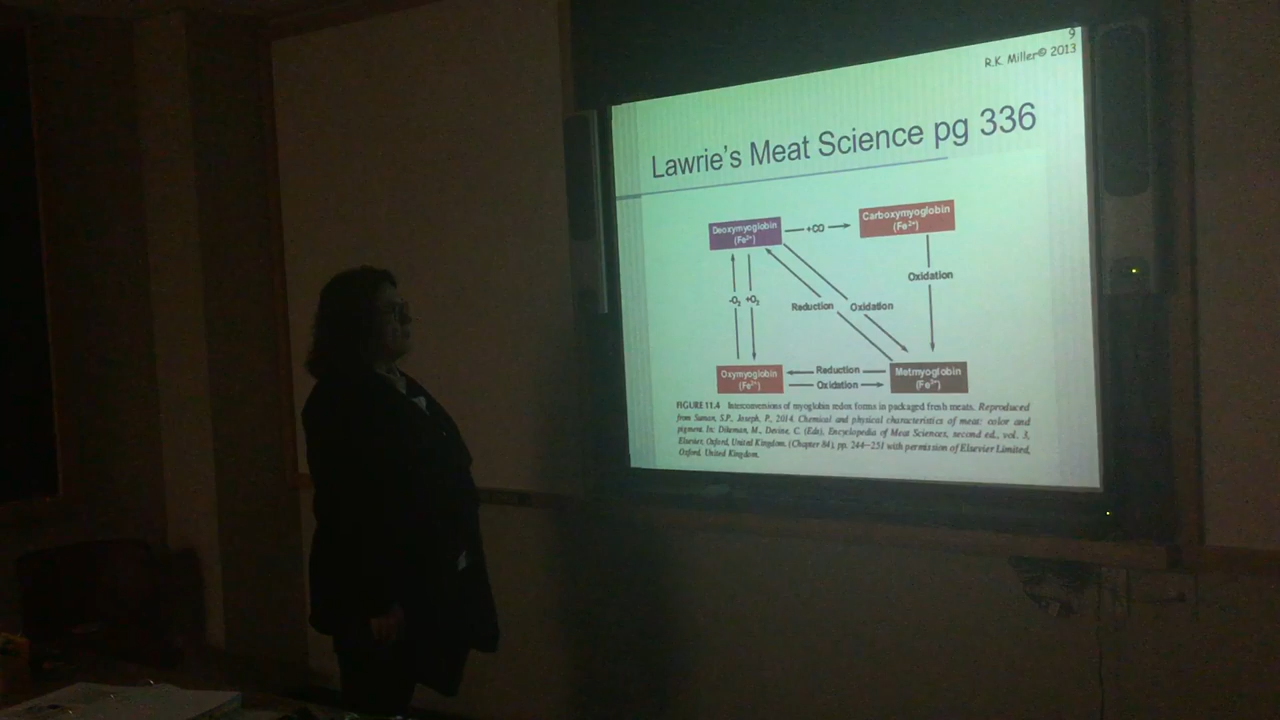 9
R.K. Miller© 2013
Lawrie's Meat Science pg 336
Deoxymyoglobin
(Fe²⁺)
+CO
Carboxymyoglobin
(Fe²⁺)
Oxidation
-O₂ +O₂
Reduction Oxidation
Oxymyoglobin
(Fe²⁺)
Reduction
Oxidation
Metmyoglobin
(Fe³⁺)
FIGURE 11.4 Interconversions of myoglobin redox forms in packaged fresh meats. Reproduced
from Suman, S.P., Joseph, P., 2014. Chemical and physical characteristics of meat: color and
pigment. In: Dikeman, M., Devine, C. (Eds), Encyclopedia of Meat Sciences, second ed., vol. 3,
Elsevier, Oxford, United Kingdom. (Chapter 84), pp. 244–251 with permission of Elsevier Limited,
Oxford, United Kingdom.